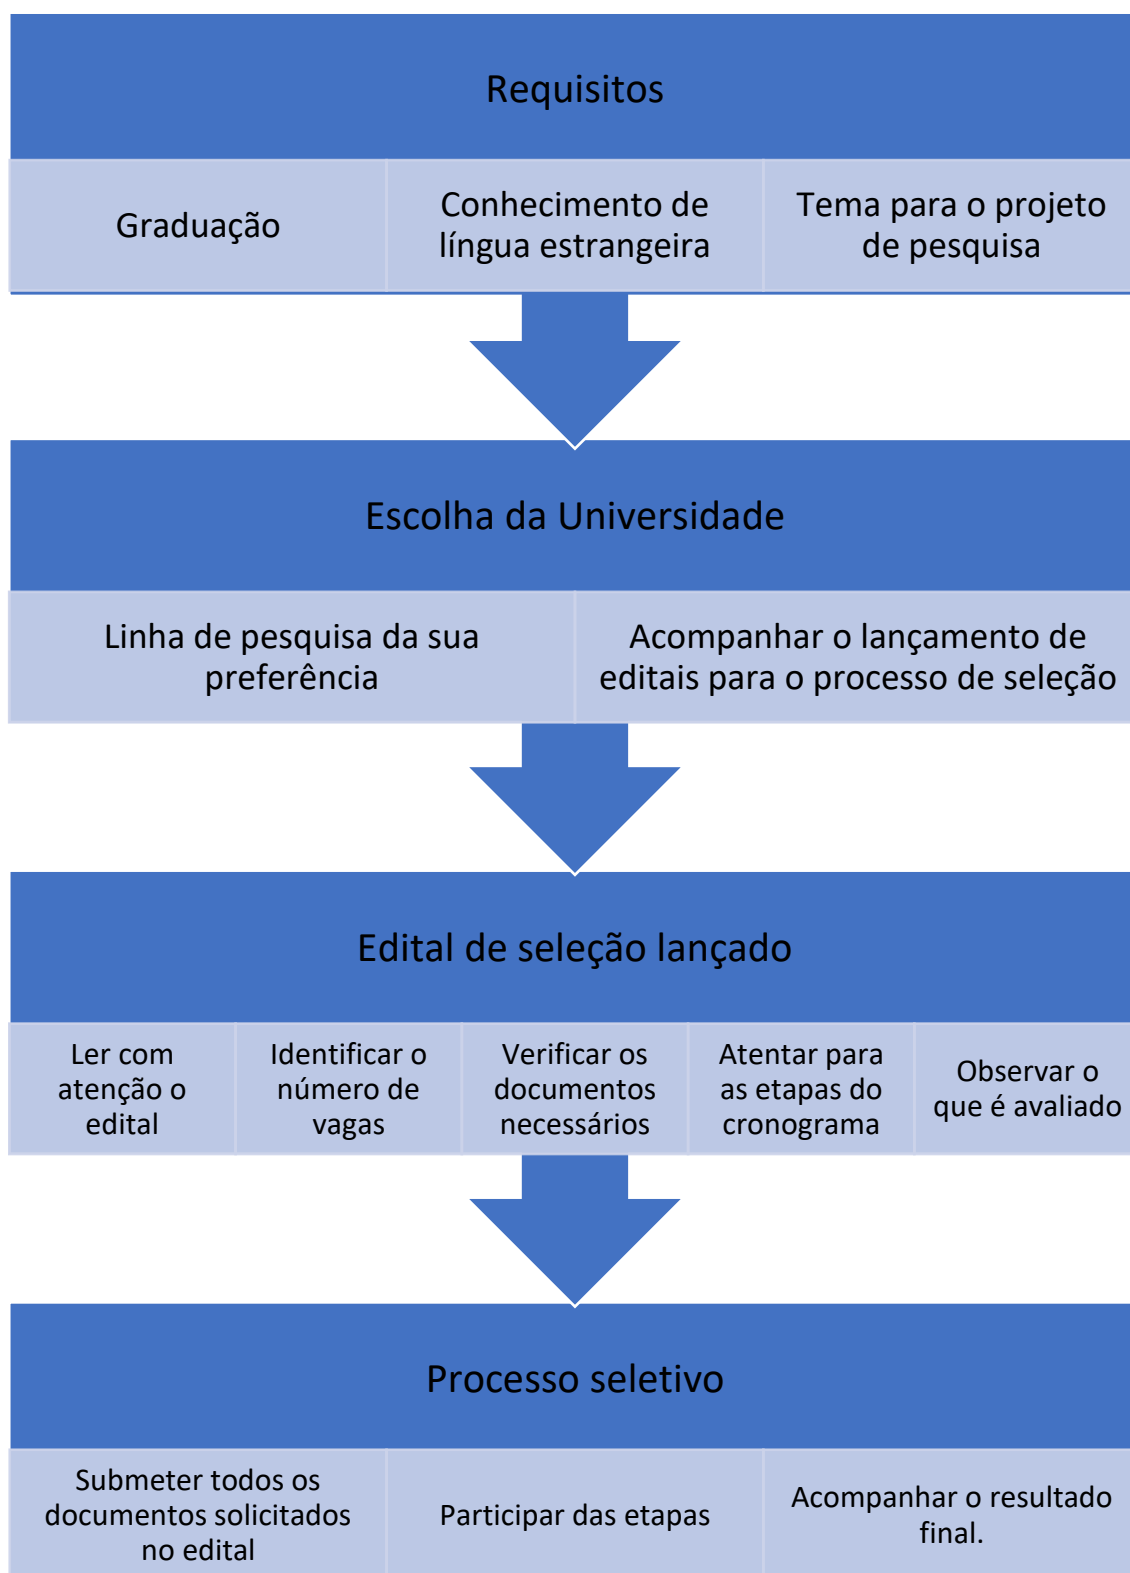 Requisitos
Graduação
Conhecimento de
língua estrangeira
Tema para o projeto
de pesquisa
Escolha da Universidade
Linha de pesquisa da sua
preferência
Acompanhar o lançamento de
editais para o processo de seleção
Edital de seleção lançado
Ler com
atenção o
edital
Identificar o
número de
vagas
Verificar os
documentos
necessários
Atentar para
as etapas do
cronograma
Observar o
que é avaliado
Processo seletivo
Submeter todos os
documentos solicitados
no edital
Participar das etapas
Acompanhar o resultado
final.